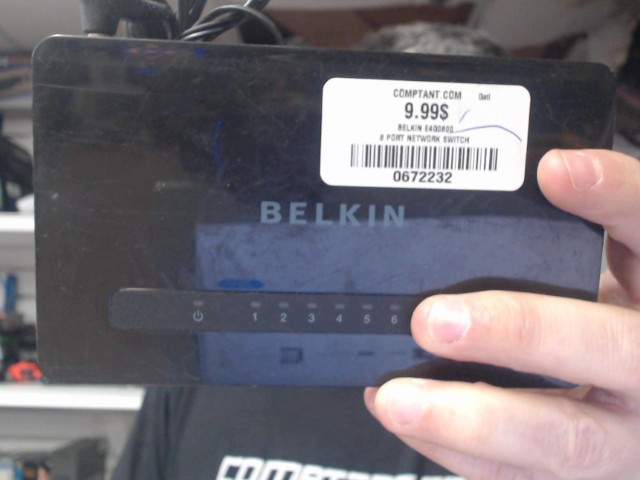 COMPTANT.COM
9.99$
BELKIN E400800
8 PORT NETWORK SWITCH
0672232
BELKIN
1 2 3 4 5 6